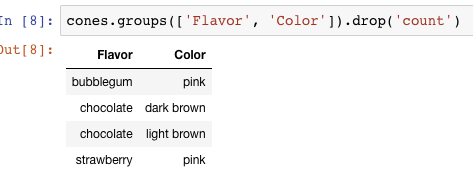 In [8]: cones.groups(['Flavor', 'Color']).drop('count')
Out[8]:
Flavor Color
bubblegum pink
chocolate dark brown
chocolate light brown
strawberry pink